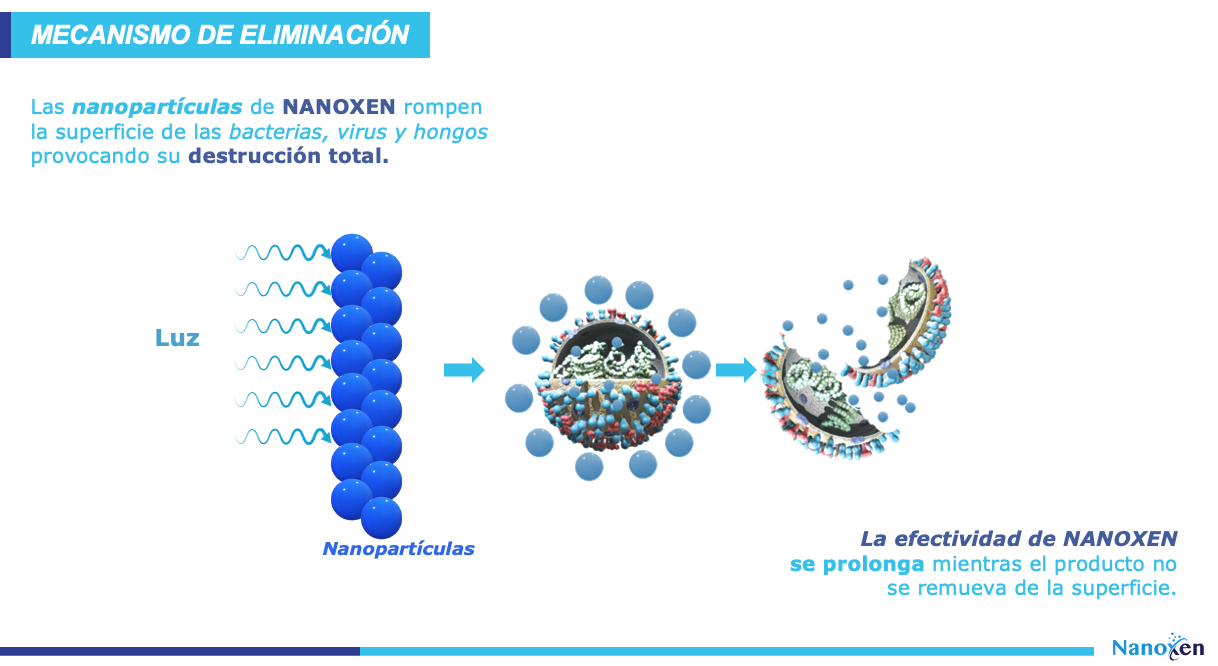 MECANISMO DE ELIMINACIÓN
Las nanopartículas de NANOXEN rompen
la superficie de las bacterias, virus y hongos
provocando su destrucción total.
Luz
Nanopartículas
La efectividad de NANOXEN
se prolonga mientras el producto no
se remueva de la superficie.
Nanoxen